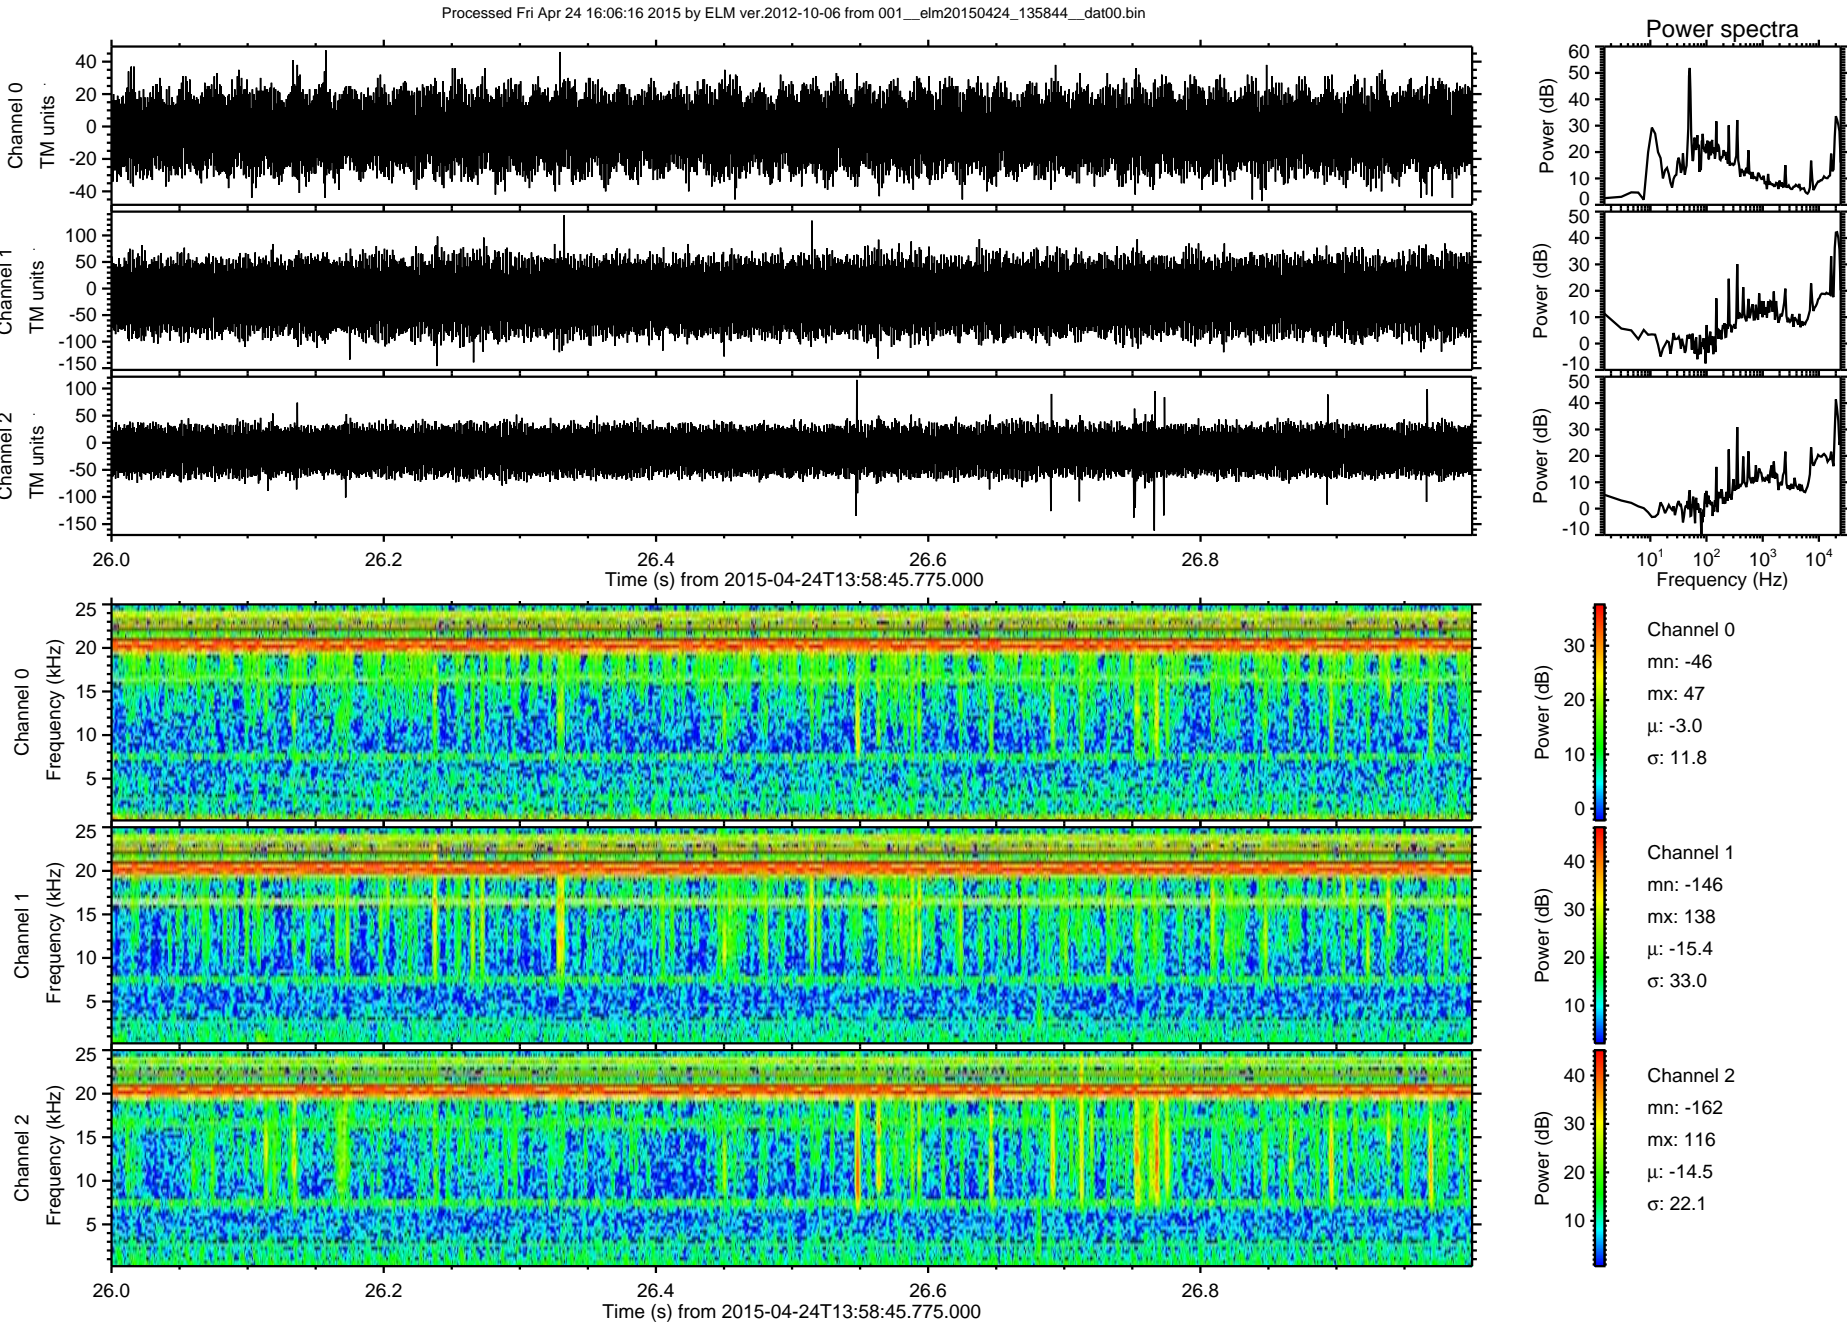 Processed Fri Apr 24 16:06:16 2015 by ELM ver.2012-10-06 from 001__elm20150424_135844__dat00.bin
Power spectra
Channel 0
TM units
40
20
0
-20
-40
Power (dB)
60
50
40
30
20
10
0
Channel 1
TM units
100
50
0
-50
-100
-150
Power (dB)
50
40
30
20
10
0
-10
Channel 2
TM units
100
50
0
-50
-100
-150
Power (dB)
50
40
30
20
10
0
-10
26.0 26.2 26.4 26.6 26.8
Time (s) from 2015-04-24T13:58:45.775.000
10¹ 10² 10³ 10⁴
Frequency (Hz)
Channel 0
Frequency (kHz)
25
20
15
10
5
Power (dB)
30
20
10
0
Channel 0
mn: -46
mx: 47
μ: -3.0
σ: 11.8
Channel 1
Frequency (kHz)
25
20
15
10
5
Power (dB)
40
30
20
10
Channel 1
mn: -146
mx: 138
μ: -15.4
σ: 33.0
Channel 2
Frequency (kHz)
25
20
15
10
5
Power (dB)
40
30
20
10
Channel 2
mn: -162
mx: 116
μ: -14.5
σ: 22.1
26.0 26.2 26.4 26.6 26.8
Time (s) from 2015-04-24T13:58:45.775.000